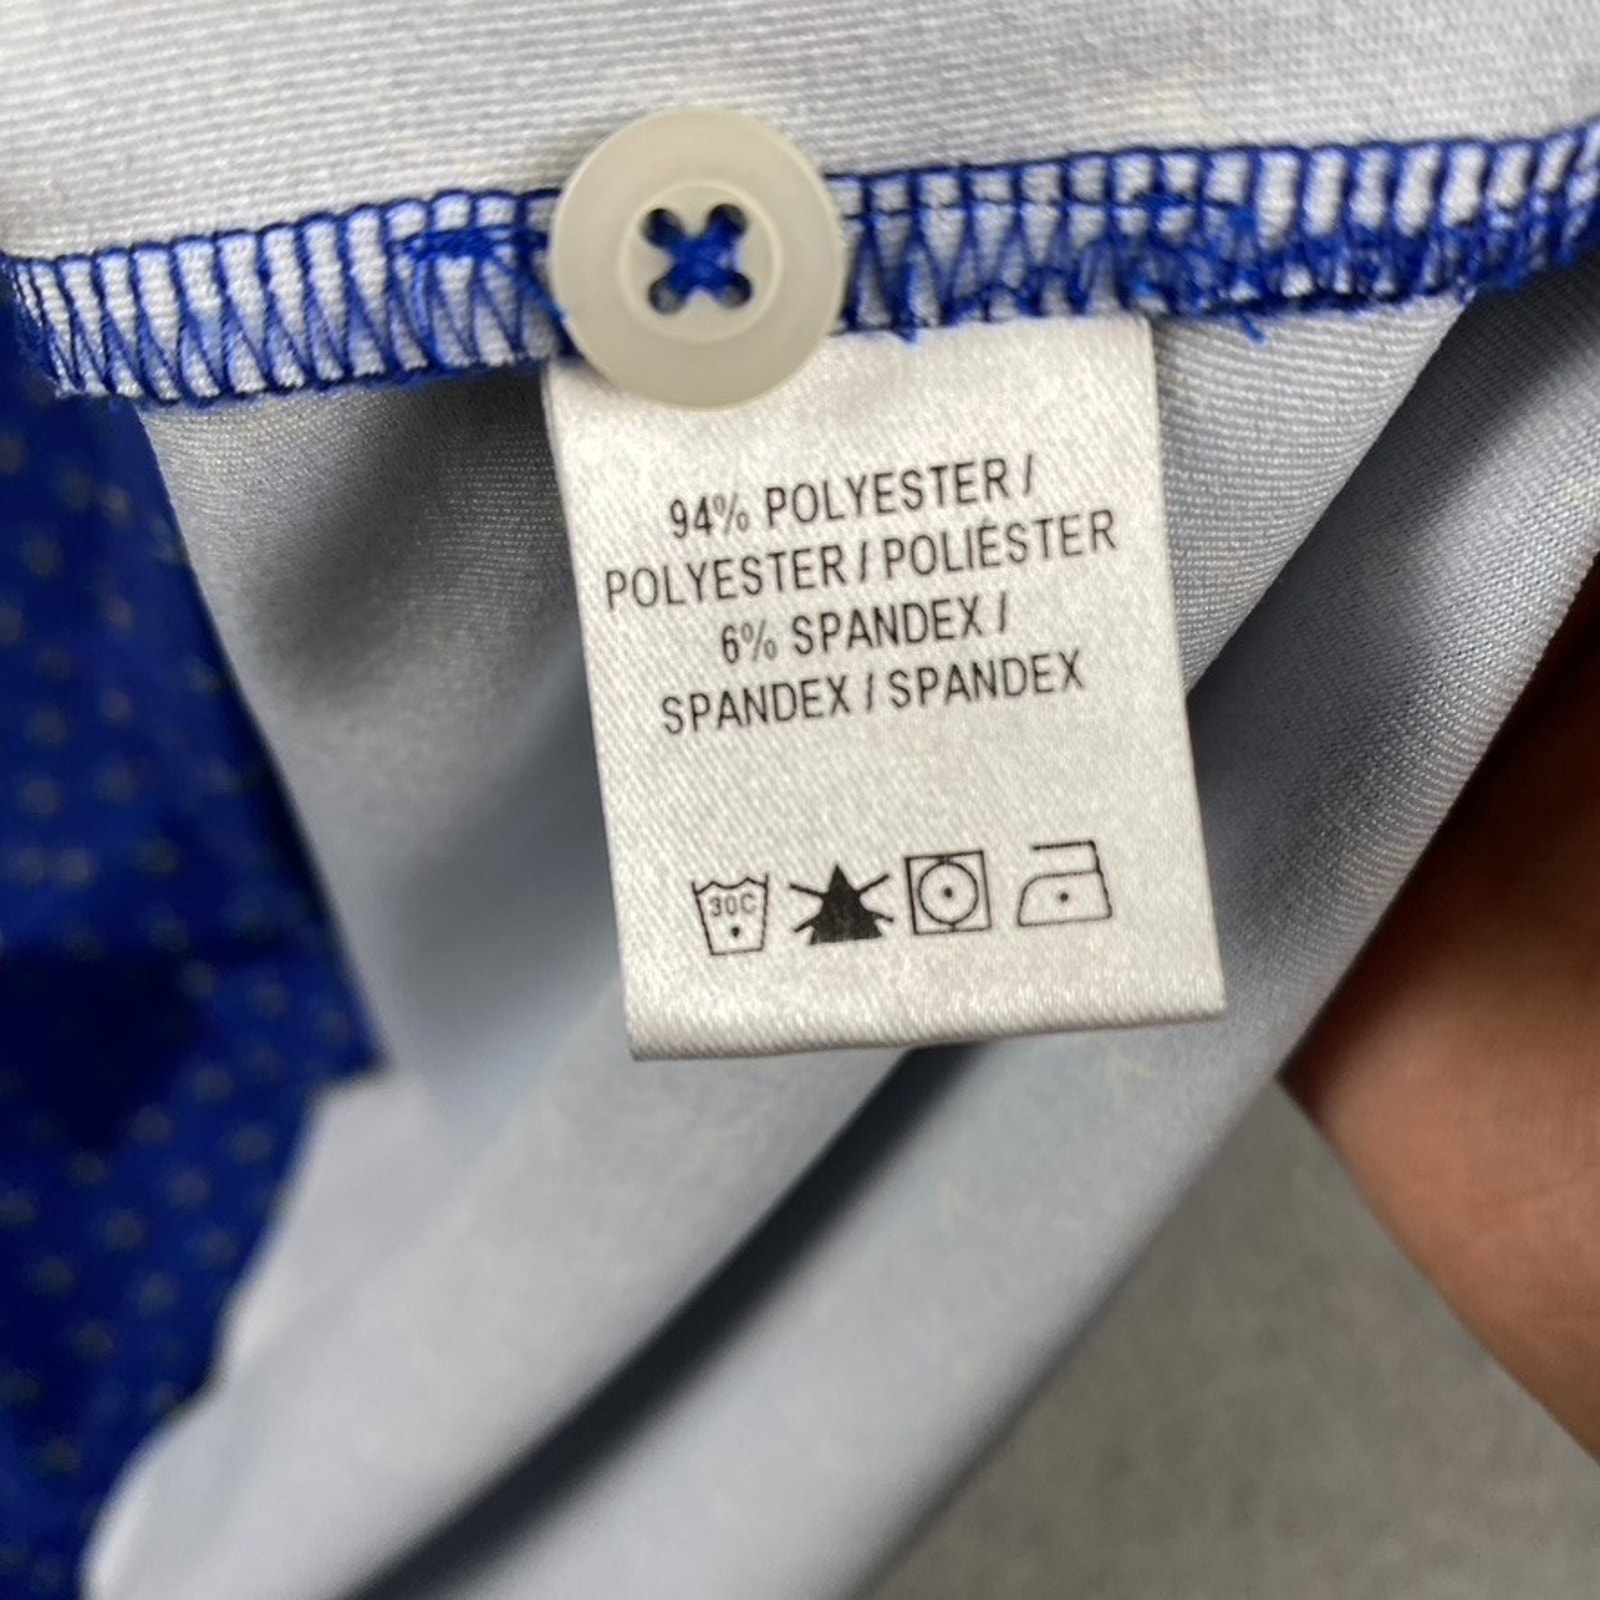 94% POLYESTER /
POLYESTER / POLIÉSTER
6% SPANDEX /
SPANDEX / SPANDEX
30C